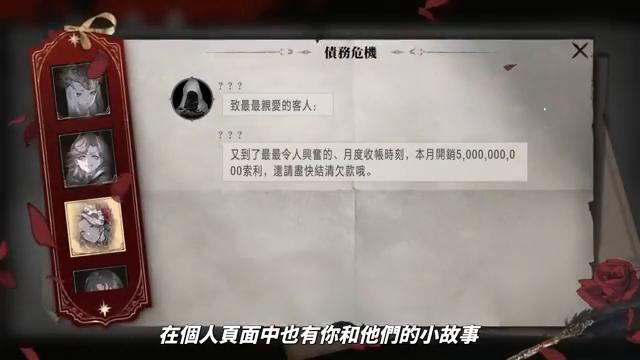 債務危機
? ? ?
致最最親愛的客人：
? ? ?
又到了最最令人興奮的、月度收帳時刻，本月開銷5,000,000,0
00索利，還請盡快結清欠款哦。
在個人頁面中也有你和他們的小故事